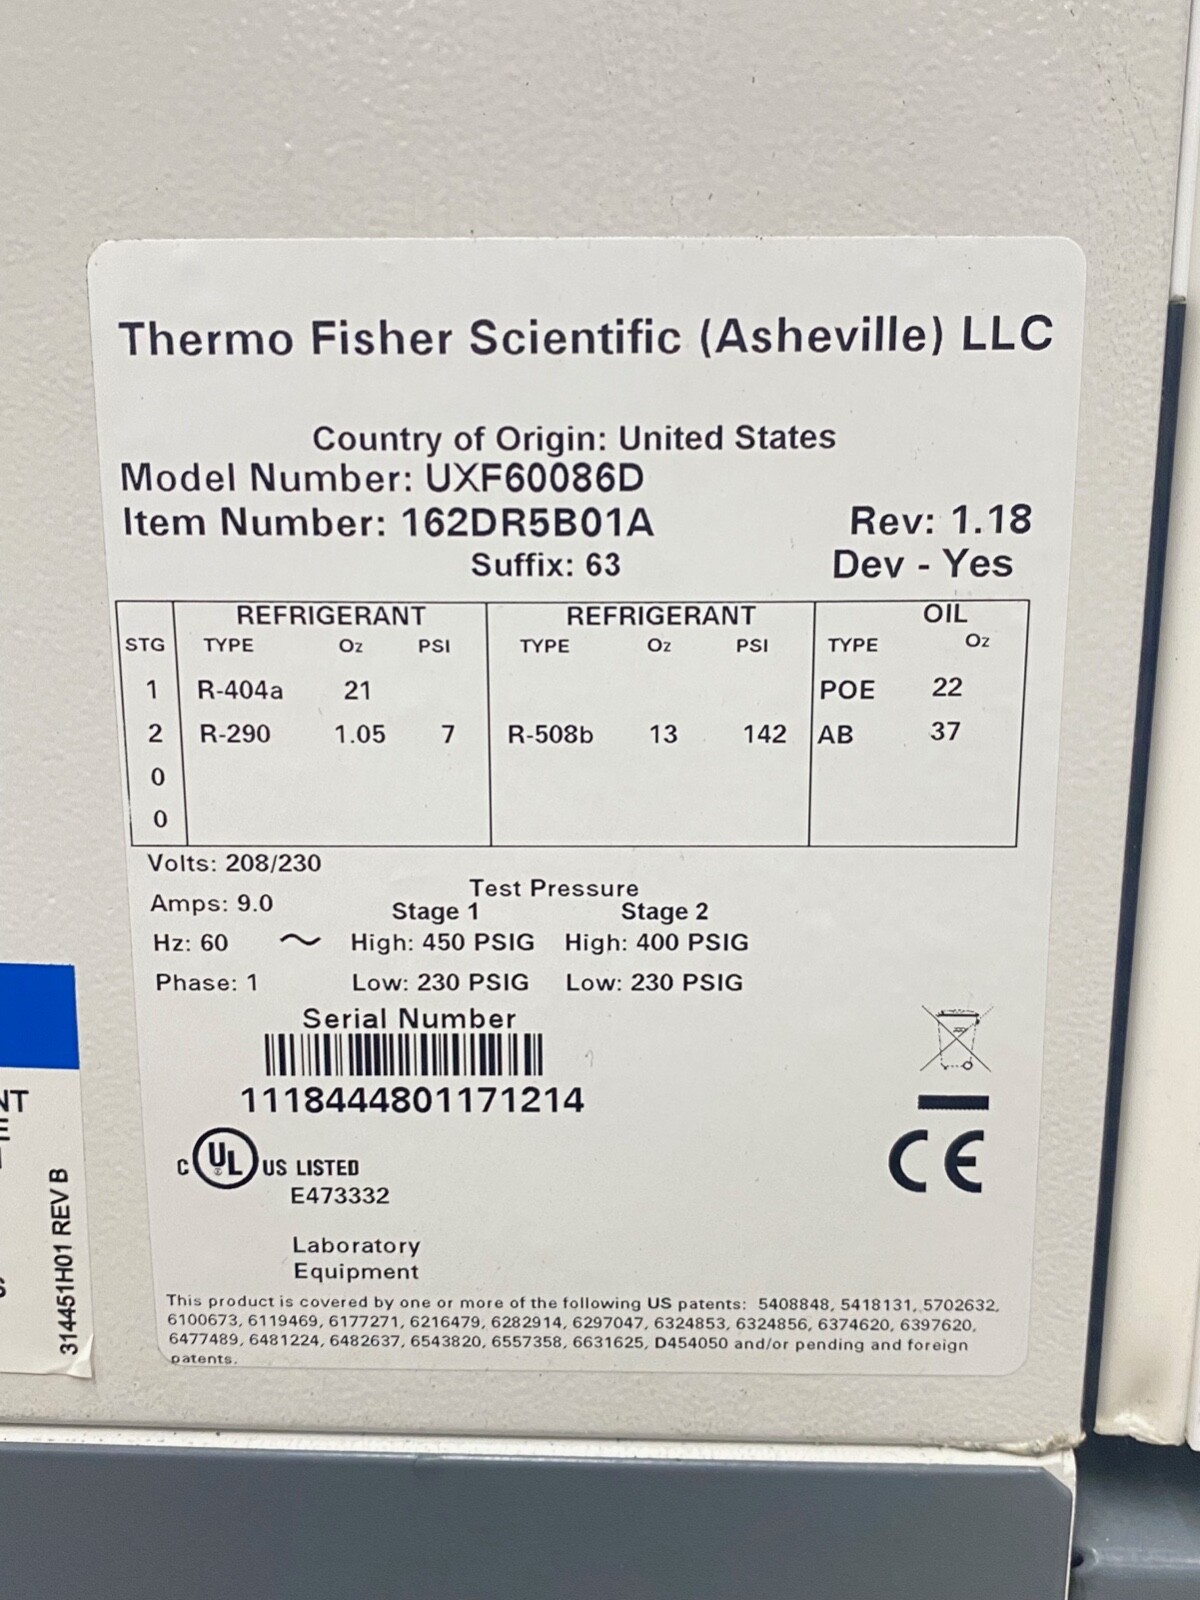 Thermo Fisher Scientific (Asheville) LLC
Country of Origin: United States
Model Number: UXF60086D
Item Number: 162DR5B01A Rev: 1.18
Suffix: 63 Dev - Yes
REFRIGERANT REFRIGERANT OIL
STG TYPE Oz PSI TYPE Oz PSI TYPE Oz
1 R-404a 21 POE 22
2 R-290 1.05 7 R-508b 13 142 AB 37
0
0
Volts: 208/230
Test Pressure
Amps: 9.0 Stage 1 Stage 2
Hz: 60 ~ High: 450 PSIG High: 400 PSIG
Phase: 1 Low: 230 PSIG Low: 230 PSIG
Serial Number
1118444801171214
C UL US LISTED
E473332
CE
Laboratory
Equipment
This product is covered by one or more of the following US patents: 5408848, 5418131, 5702632,
6100673, 6119469, 6177271, 6216479, 6282914, 6297047, 6324853, 6324856, 6374620, 6397620,
6477489, 6481224, 6482637, 6543820, 6557358, 6631625, D454050 and/or pending and foreign
patents.
314451H01 REV B